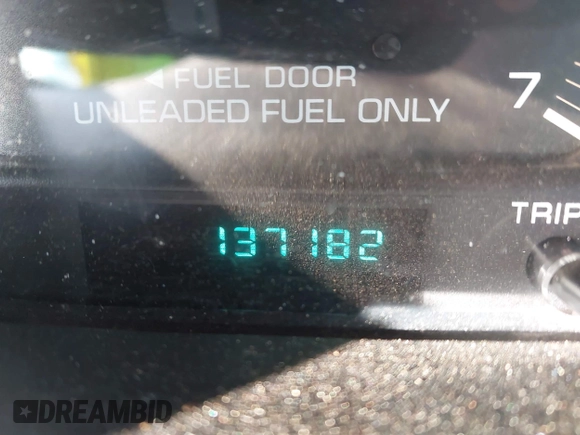 ◄ FUEL DOOR
UNLEADED FUEL ONLY
7
137182
TRIP
DREAMBID